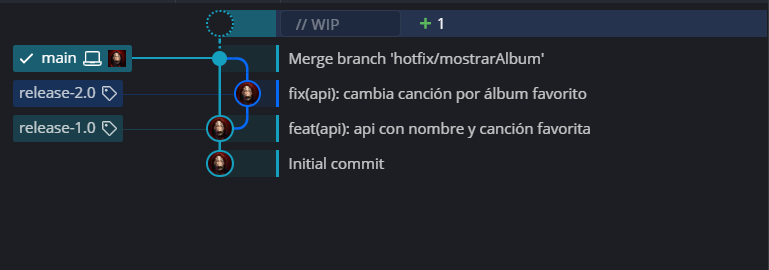 // WIP + 1
main Merge branch 'hotfix/mostrarAlbum'
release-2.0 fix(api): cambia canción por álbum favorito
release-1.0 feat(api): api con nombre y canción favorita
Initial commit